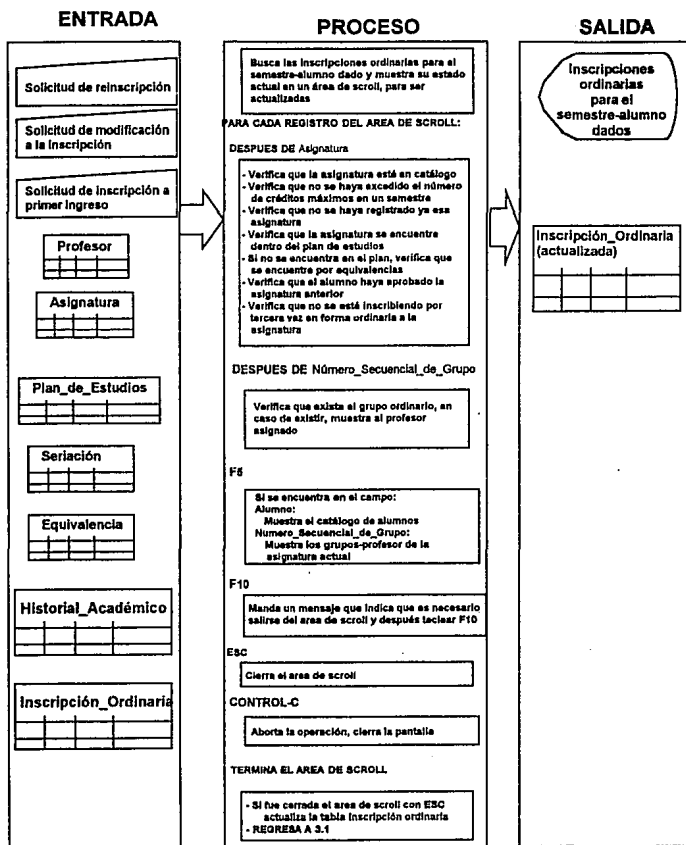 ENTRADA
Solicitud de reinscripción
Solicitud de modificación
a la inscripción
Solicitud de inscripción a
primer ingreso
Profesor
Asignatura
Plan_de_Estudios
Seriación
Equivalencia
Historial_Académico
Inscripción_Ordinaria
PROCESO
Busca las inscripciones ordinarias para el
semestre-alumno dado y muestra su estado
actual en un área de scroll, para ser
actualizadas
PARA CADA REGISTRO DEL AREA DE SCROLL:
DESPUES DE Asignatura
- Verifica que la asignatura está en catálogo
- Verifica que no se haya excedido el número
de créditos máximos en un semestre
- Verifica que no se haya registrado ya esa
asignatura
- Verifica que la asignatura se encuentre
dentro del plan de estudios
- Si no se encuentra en el plan, verifica que
se encuentre por equivalencias
- Verifica que el alumno haya aprobado la
asignatura anterior
- Verifica que no se está inscribiendo por
tercera vez en forma ordinaria a la
asignatura
DESPUES DE Número_Secuencial_de_Grupo
Verifica que exista el grupo ordinario, en
caso de existir, muestra al profesor
asignado
F5
Si se encuentra en el campo:
Alumno:
Muestra el catálogo de alumnos
Numero_Secuencial_de_Grupo:
Muestra los grupos-profesor de la
asignatura actual
F10
Manda un mensaje que indica que es necesario
salirse del area de scroll y después teclear F10
ESC
Cierra el area de scroll
CONTROL-C
Aborta la operación, cierra la pantalla
TERMINA EL AREA DE SCROLL
- Si fue cerrada el area de scroll con ESC
actualiza la tabla inscripción ordinaria
- REGRESA A 3.1
SALIDA
Inscripciones
ordinarias
para el
semestre-alumno
dados
Inscripción_Ordinaria
(actualizada)